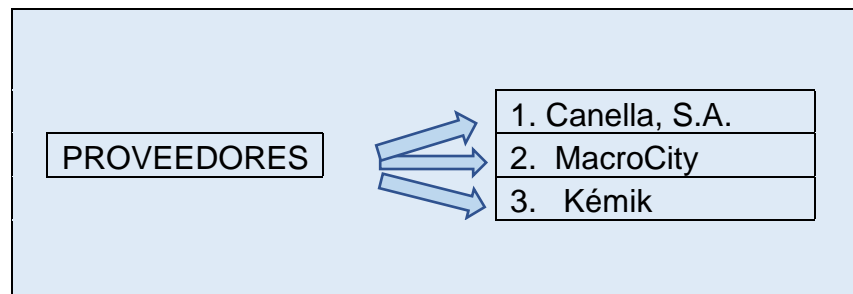 PROVEEDORES
1. Canella, S.A.
2. MacroCity
3. Kémik